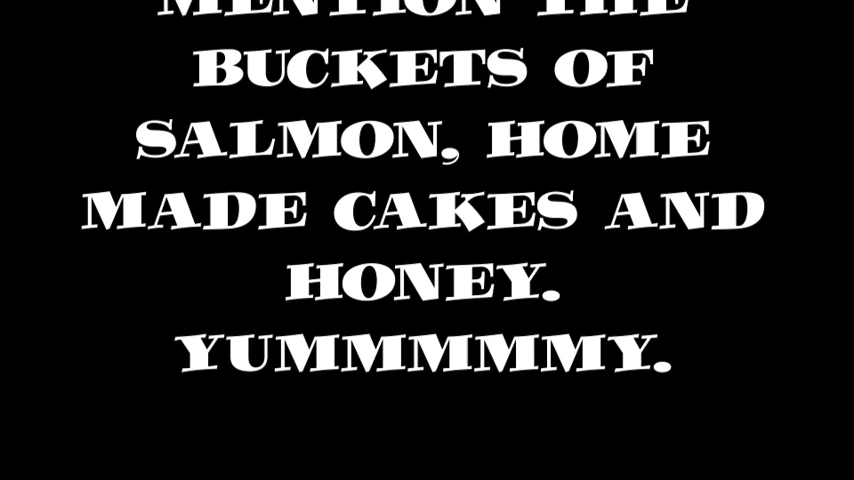 MENTION THE
BUCKETS OF
SALMON, HOME
MADE CAKES AND
HONEY.
YUMMMMMY.